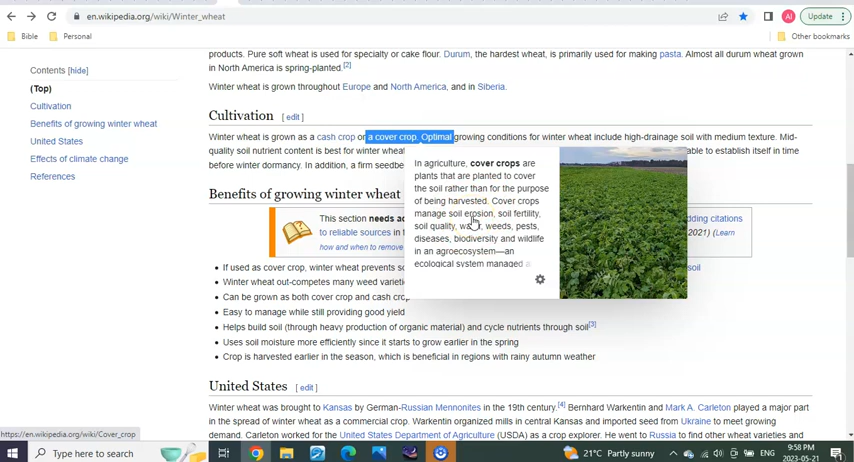 en.wikipedia.org/wiki/Winter_wheat
AI
Update
Bible
Personal
Other bookmarks
Contents [hide]
(Top)
Cultivation
Benefits of growing winter wheat
United States
Effects of climate change
References
products. Pure soft wheat is used for specialty or cake flour. Durum, the hardest wheat, is primarily used for making pasta. Almost all durum wheat grown
in North America is spring-planted.[2]
Winter wheat is grown throughout Europe and North America, and in Siberia.
Cultivation [ edit ]
Winter wheat is grown as a cash crop or a cover crop. Optimal growing conditions for winter wheat include high-drainage soil with medium texture. Mid-
quality soil nutrient content is best for winter wheat
able to establish itself in time
before winter dormancy. In addition, a firm seedbe
In agriculture, cover crops are
plants that are planted to cover
the soil rather than for the purpose
of being harvested. Cover crops
manage soil erosion, soil fertility,
soil quality, water, weeds, pests,
diseases, biodiversity and wildlife
in an agroecosystem—an
ecological system managed a
Benefits of growing winter wheat
This section needs ad
dding citations
to reliable sources in
2021) (Learn
how and when to remove
If used as cover crop, winter wheat prevents so
soil
Winter wheat out-competes many weed varieti
Can be grown as both cover crop and cash crop
Easy to manage while still providing good yield
Helps build soil (through heavy production of organic material) and cycle nutrients through soil[3]
Uses soil moisture more efficiently since it starts to grow earlier in the spring
Crop is harvested earlier in the season, which is beneficial in regions with rainy autumn weather
United States [ edit ]
Winter wheat was brought to Kansas by German-Russian Mennonites in the 19th century.[4] Bernhard Warkentin and Mark A. Carleton played a major part
in the spread of winter wheat as a commercial crop. Warkentin organized mills in central Kansas and imported seed from Ukraine to meet growing
demand. Carleton worked for the United States Department of Agriculture (USDA) as a crop explorer. He went to Russia to find other wheat varieties and
https://en.wikipedia.org/wiki/Cover_crop
Type here to search
21°C Partly sunny
ENG
9:58 PM
2023-05-21